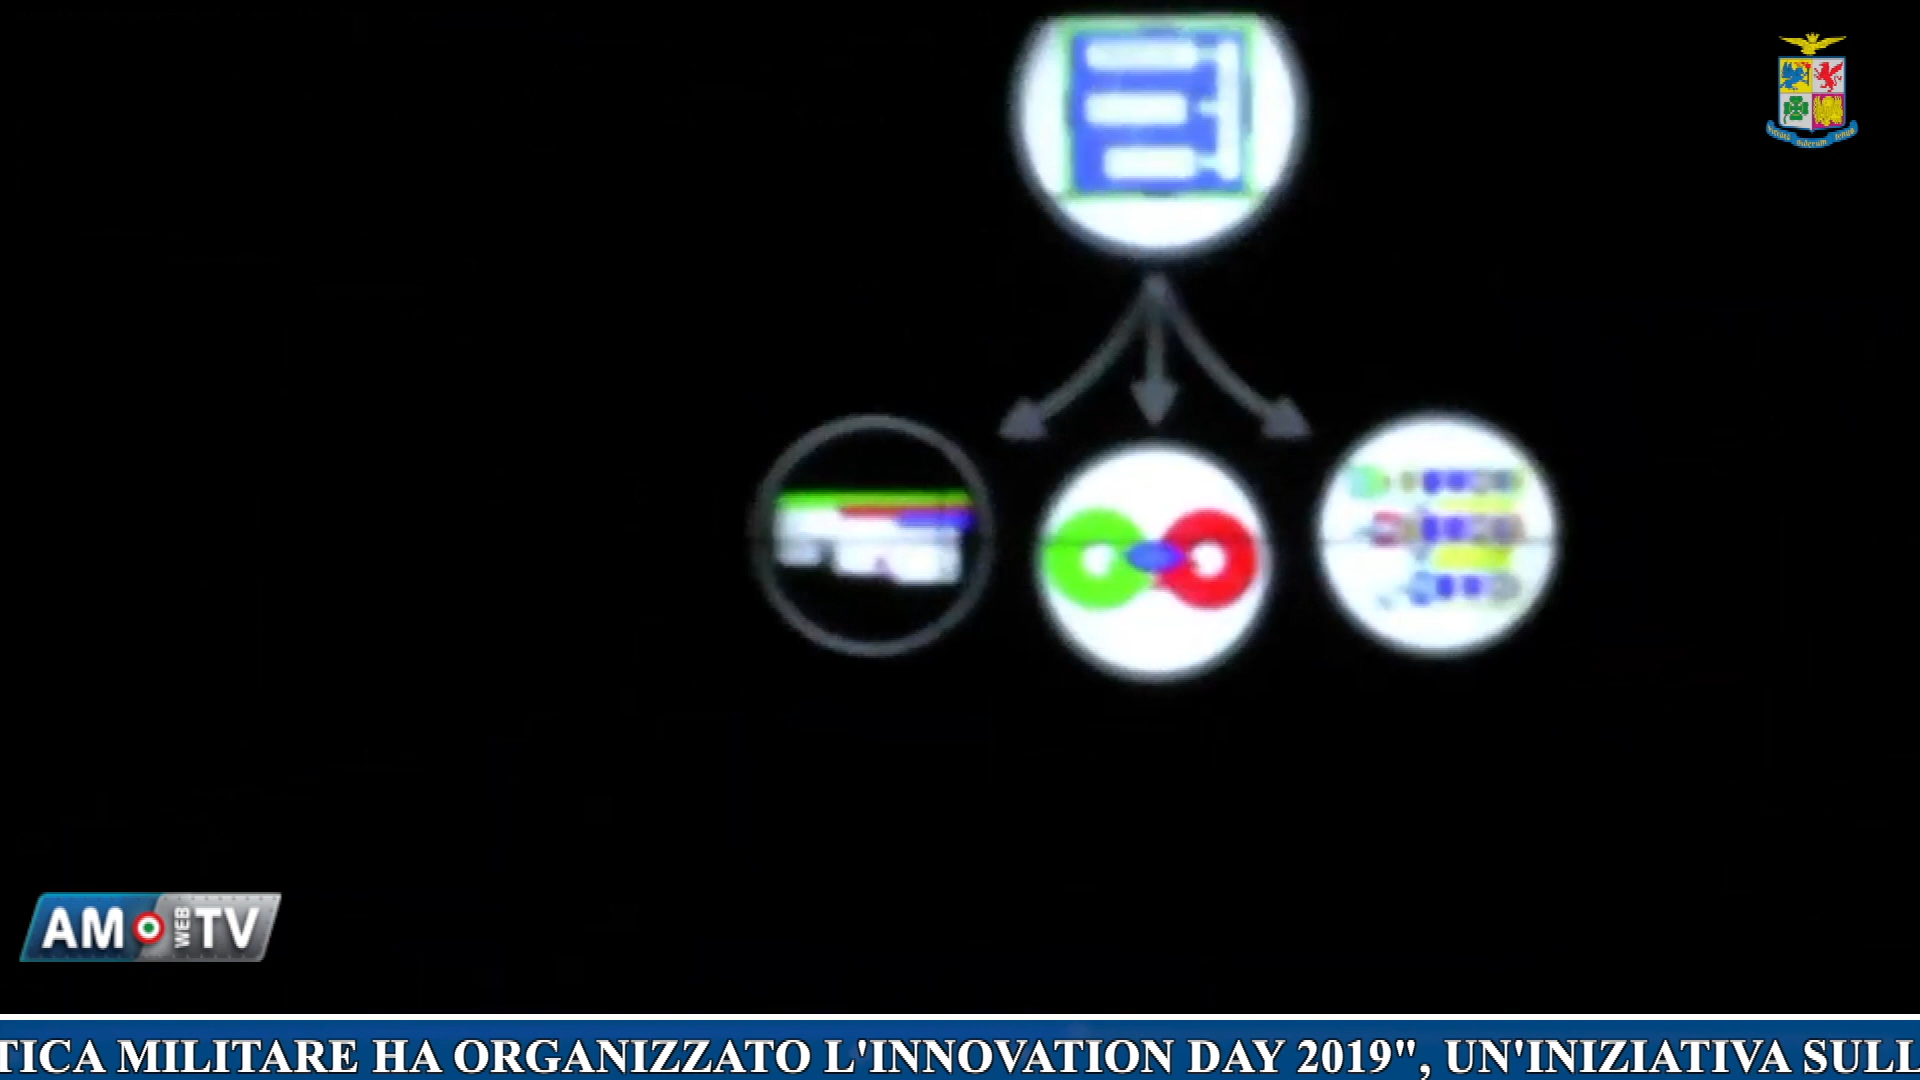 AM WEB TV
TICA MILITARE HA ORGANIZZATO L'INNOVATION DAY 2019", UN'INIZIATIVA SULL